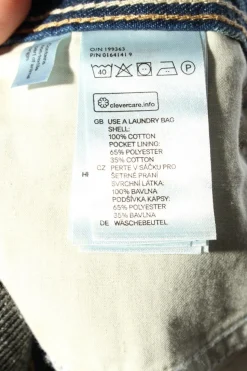 O/N 199363
P/N 0164141 9
40 P
clevercare.info
GB USE A LAUNDRY BAG
SHELL:
100% COTTON
POCKET LINING:
65% POLYESTER
35% COTTON
CZ PERTE V SÁČKU PRO
ŠETRNÉ PRANÍ
SVRCHNÍ LÁTKA:
100% BAVLNA
PODŠÍVKA KAPSY:
65% POLYESTER
35% BAVLNA
DE WÄSCHEBEUTEL